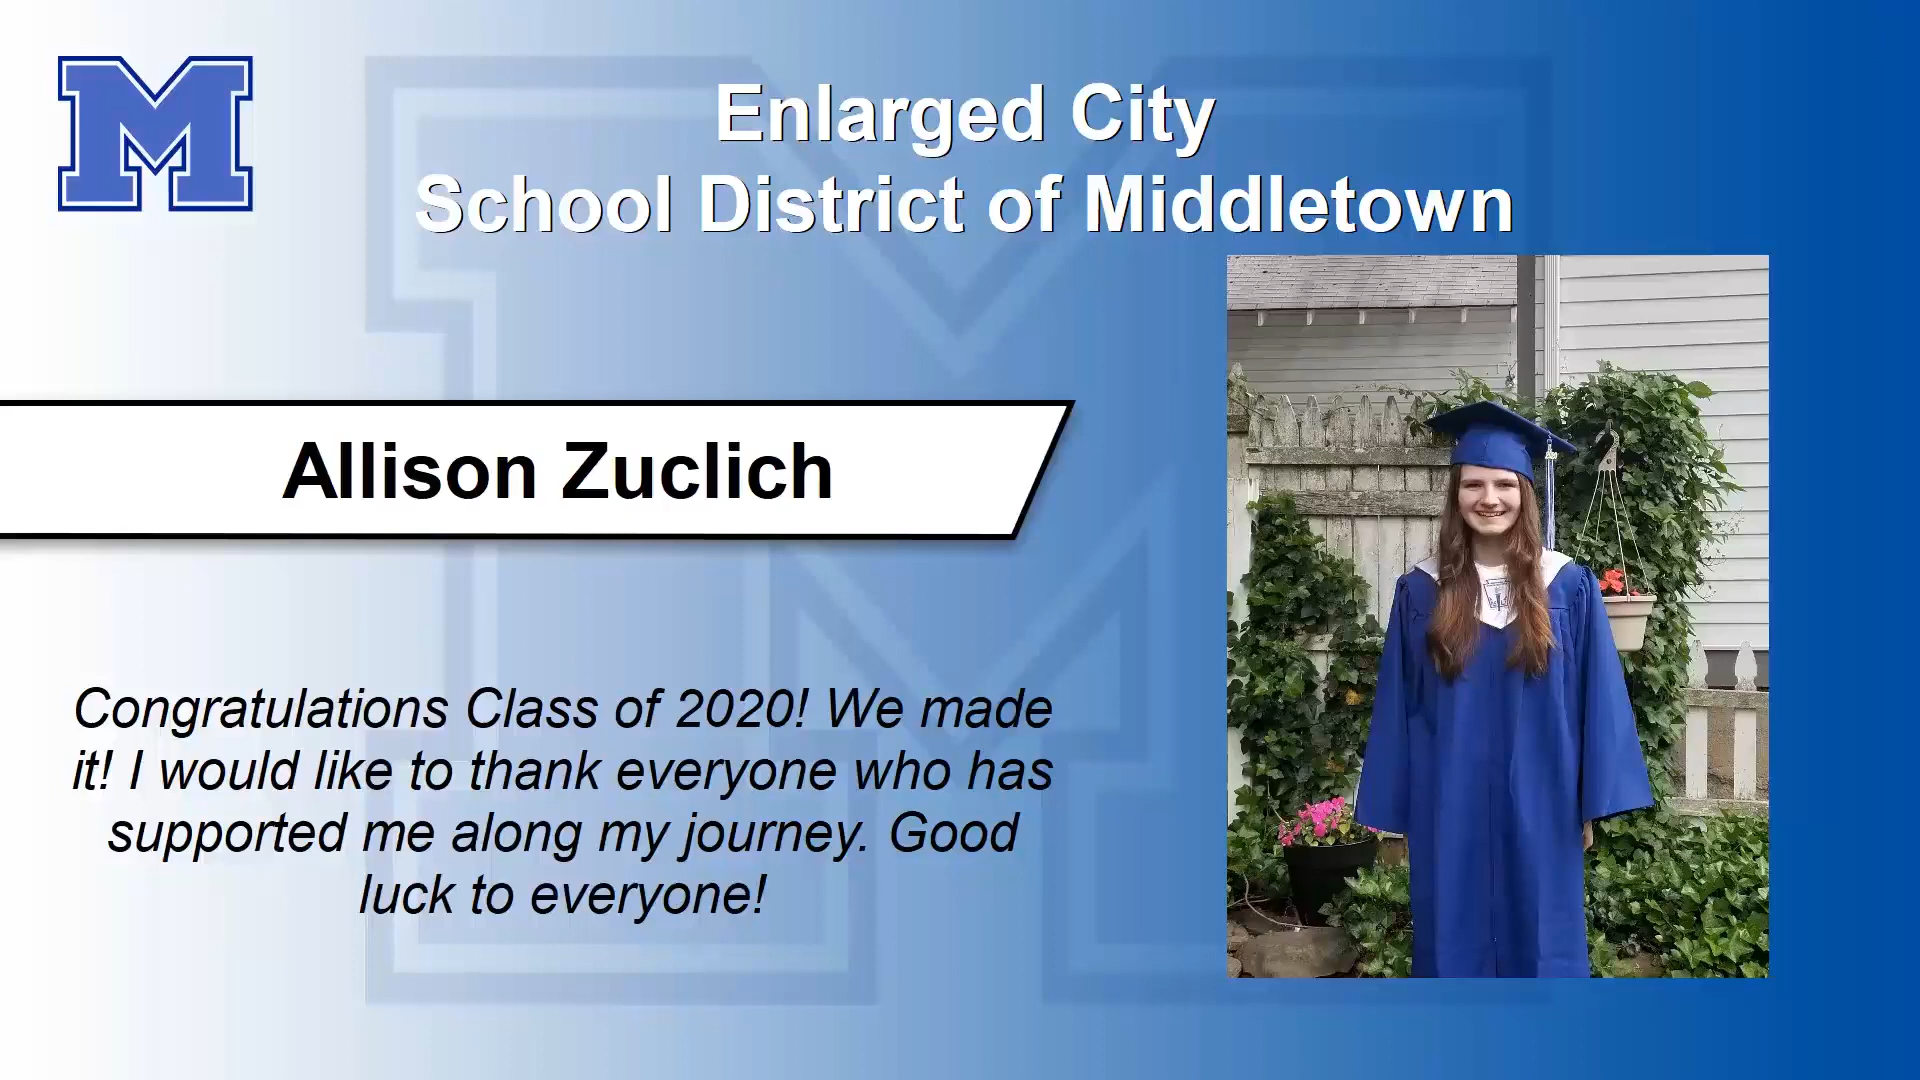 M
Enlarged City
School District of Middletown
Allison Zuclich
Congratulations Class of 2020! We made
it! I would like to thank everyone who has
supported me along my journey. Good
luck to everyone!